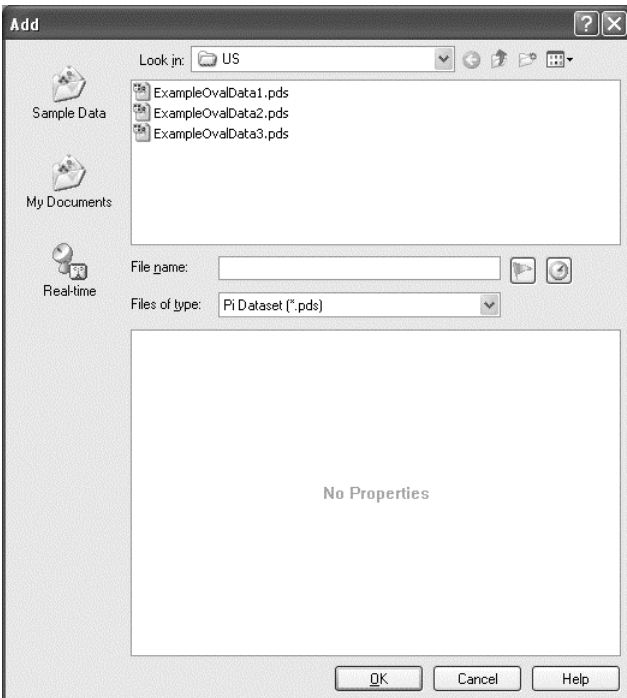 Add
Look in: US
Sample Data
My Documents
Real-time
ExampleOvalData1.pds
ExampleOvalData2.pds
ExampleOvalData3.pds
File name:
Files of type: Pi Dataset (*.pds)
No Properties
OK Cancel Help